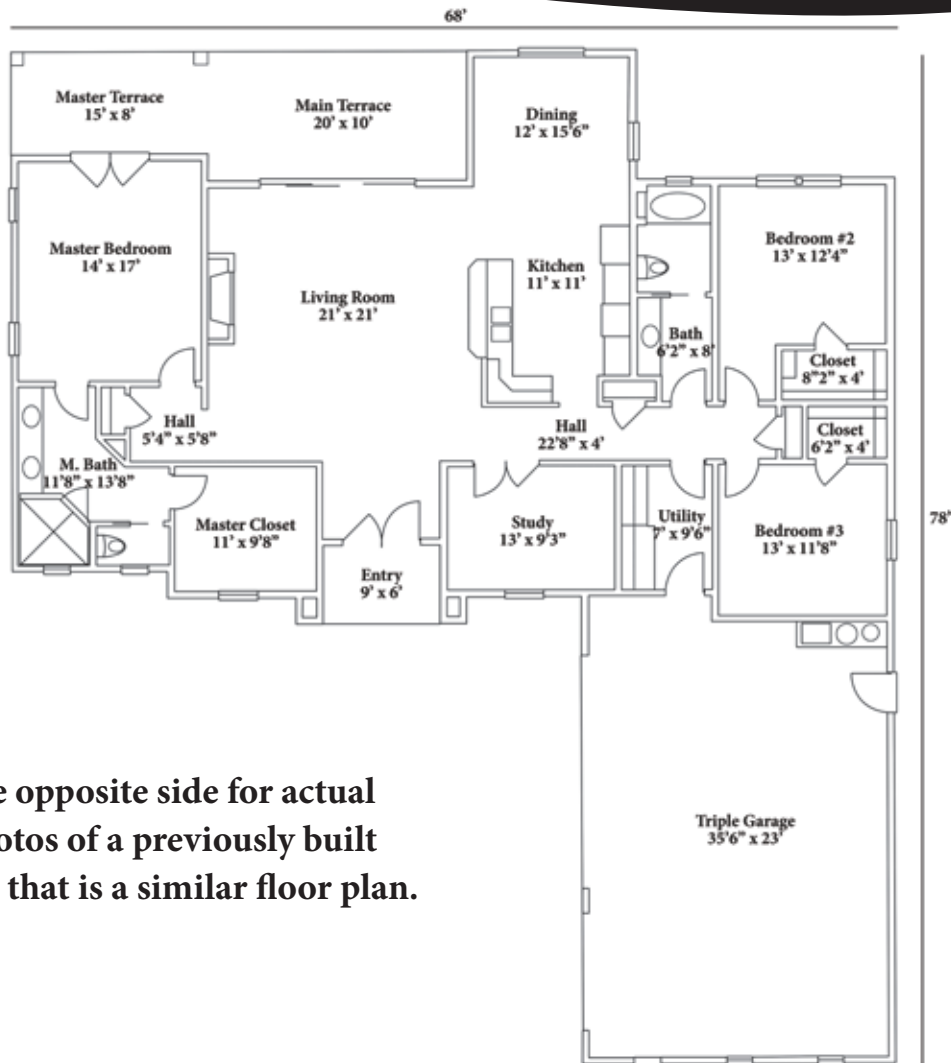 68'
Master Terrace
15' x 8'
Main Terrace
20' x 10'
Dining
12' x 15'6"
Master Bedroom
14' x 17'
Living Room
21' x 21'
Kitchen
11' x 11'
Bedroom #2
13' x 12'4"
Bath
6'2" x 8'
Closet
8"2" x 4'
Hall
5'4" x 5'8"
Hall
22'8" x 4'
Closet
6'2" x 4'
M. Bath
11'8" x 13'8"
Master Closet
11' x 9'8"
Study
13' x 9'3"
Utility
7' x 9'6"
Bedroom #3
13' x 11'8"
78'
Entry
9' x 6'
Triple Garage
35'6" x 23'
e opposite side for actual
otos of a previously built
that is a similar floor plan.